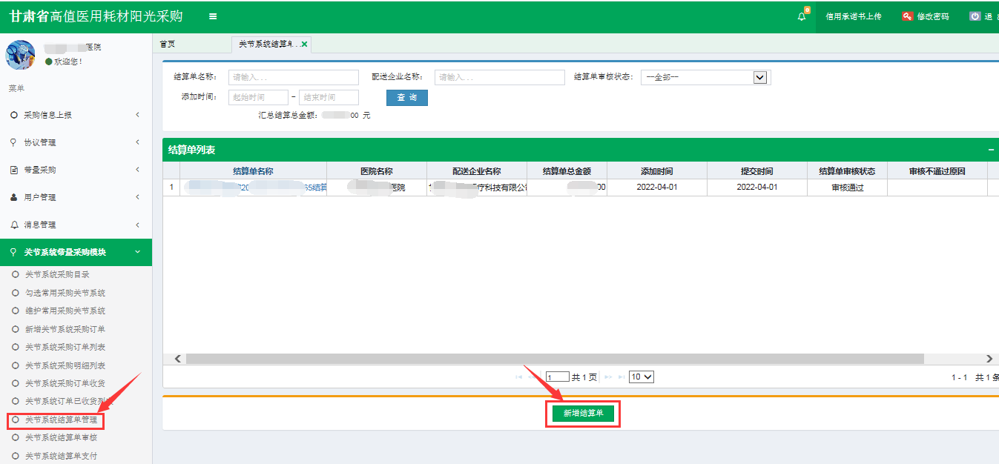 甘肃省高值医用耗材阳光采购
信用承诺书上传 修改密码 退
医院
欢迎您!
菜单
采购信息上报
协议管理
带量采购
用户管理
消息管理
关节系统带量采购模块
关节系统采购目录
勾选常用采购关节系统
维护常用采购关节系统
新增关节系统采购订单
关节系统采购订单列表
关节系统采购明细列表
关节系统采购订单收货
关节系统订单已收货列
关节系统结算单管理
关节系统结算单审核
关节系统结算单支付
首页 关节系统结算单...
结算单名称: 请输入... 配送企业名称: 请输入... 结算单审核状态: --全部--
添加时间: 起始时间 - 结束时间 查 询
汇总结算总金额: 00 元
结算单列表
结算单名称 医院名称 配送企业名称 结算单总金额 添加时间 提交时间 结算单审核状态 审核不通过原因
1 20 65结算 医院 疗科技有限公司 00 2022-04-01 2022-04-01 审核通过
1 共 1 页 10 1 - 1 共 1 条
新增结算单